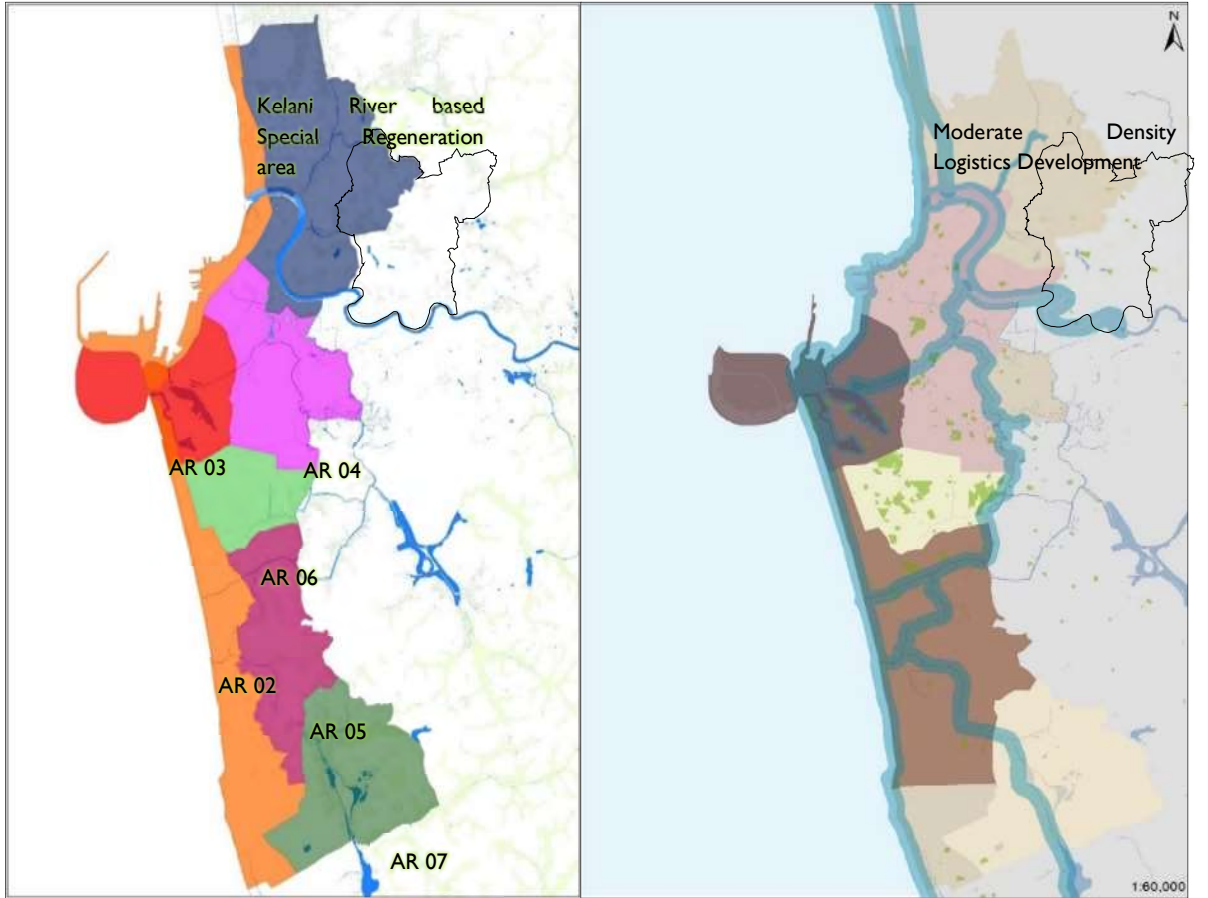 Kelani River based
Special Regeneration
area
AR 03
AR 04
AR 06
AR 02
AR 05
AR 07
N
Moderate Density
Logistics Development
1:60,000